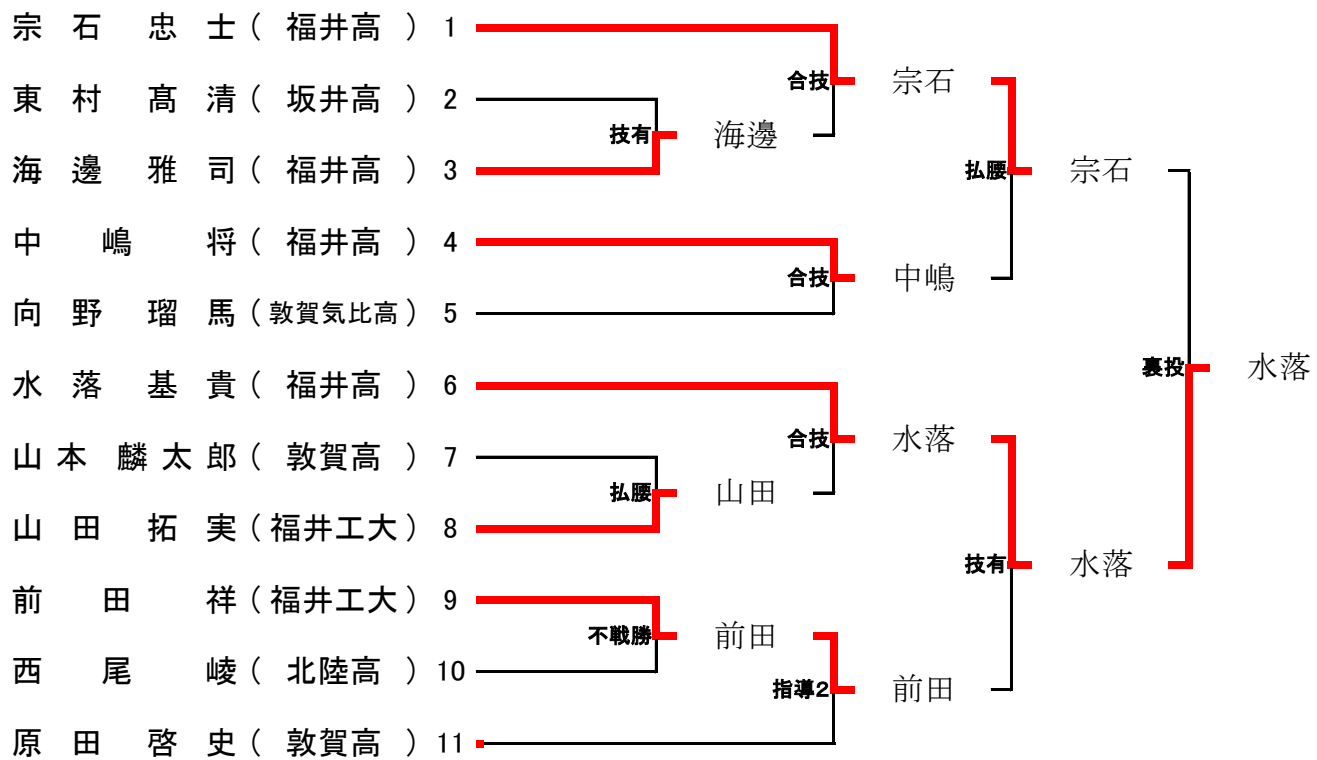 宗石忠士(福井高) 1
合技 宗石
東村髙清(坂井高) 2
技有 海邊
海邊雅司(福井高) 3
払腰 宗石
中嶋将(福井高) 4
合技 中嶋
向野瑠馬(敦賀気比高) 5
裏投 水落
水落基貴(福井高) 6
合技 水落
山本麟太郎(敦賀高) 7
払腰 山田
山田拓実(福井工大) 8
技有 水落
前田祥(福井工大) 9
不戦勝 前田
西尾崚(北陸高) 10
指導2 前田
原田啓史(敦賀高) 11